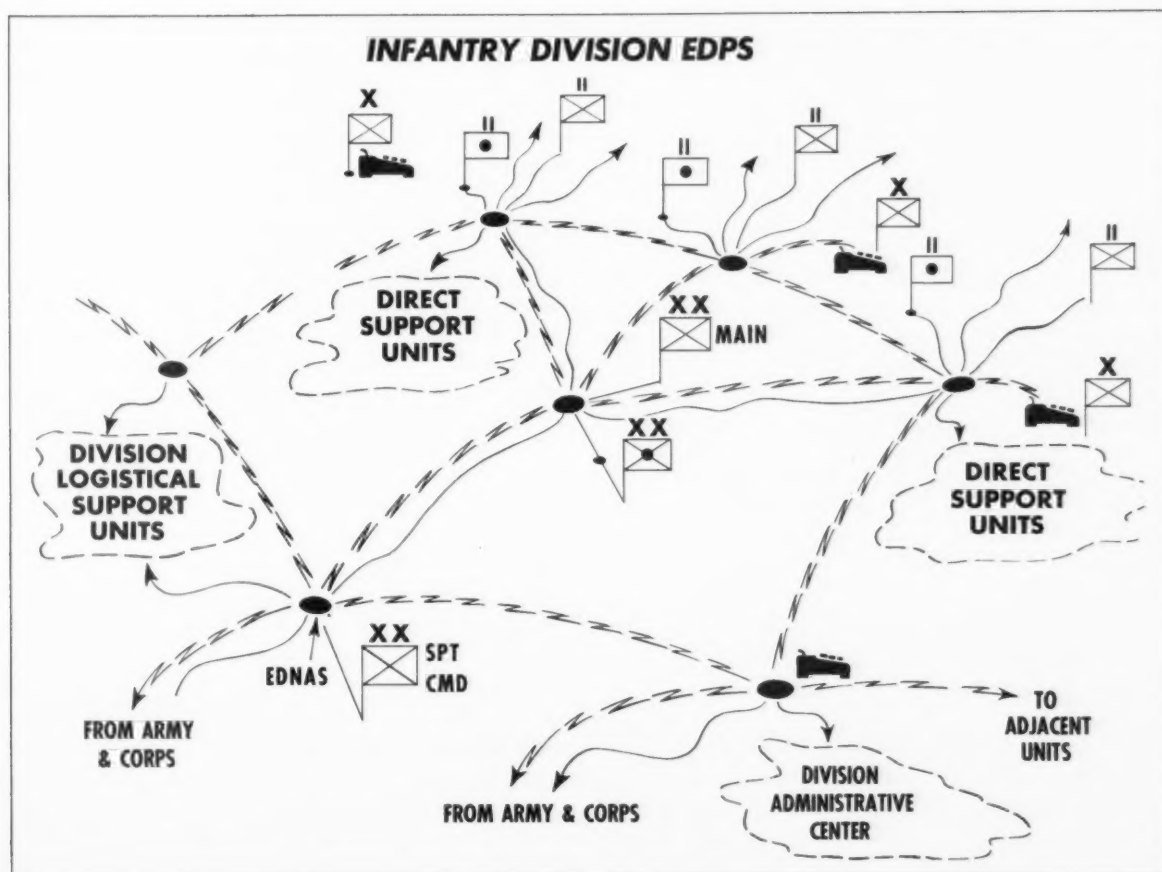 INFANTRY DIVISION EDPS
X
II
II
II
II
X
II
II
X
DIRECT
SUPPORT
UNITS
XX
MAIN
XX
DIVISION
LOGISTICAL
SUPPORT
UNITS
DIRECT
SUPPORT
UNITS
EDNAS
XX
SPT
CMD
FROM ARMY
& CORPS
FROM ARMY & CORPS
TO
ADJACENT
UNITS
DIVISION
ADMINISTRATIVE
CENTER